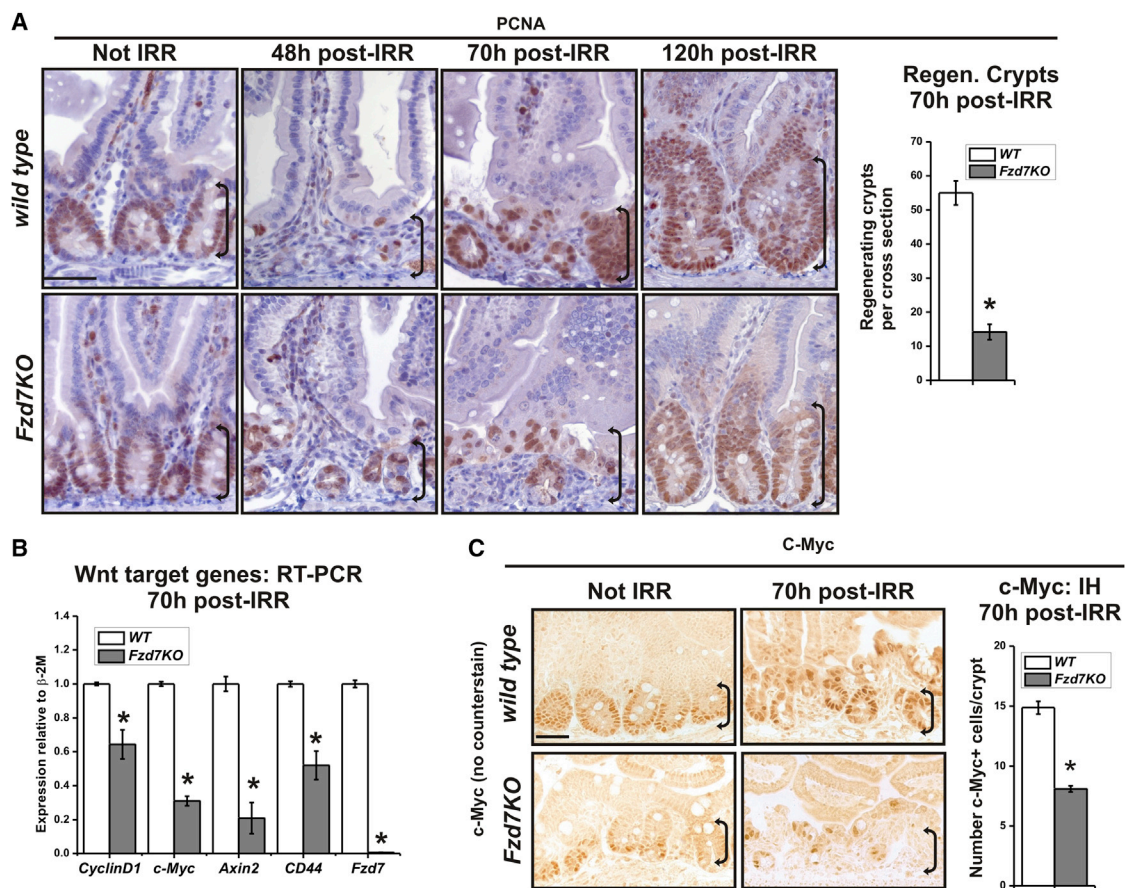 A
PCNA
Not IRR
48h post-IRR
70h post-IRR
120h post-IRR
wild type
Fzd7KO
Regen. Crypts
70h post-IRR
WT
Fzd7KO
Regenerating crypts
per cross section
70
60
50
40
30
20
10
0
*
B
Wnt target genes: RT-PCR
70h post-IRR
WT
Fzd7KO
Expression relative to β-2M
1.4
1.2
1.0
0.8
0.6
0.4
0.2
0.0
* * * * *
CyclinD1 c-Myc Axin2 CD44 Fzd7
C
C-Myc
Not IRR
70h post-IRR
c-Myc (no counterstain)
wild type
Fzd7KO
c-Myc: IH
70h post-IRR
WT
Fzd7KO
Number c-Myc+ cells/crypt
20
15
10
5
0
*